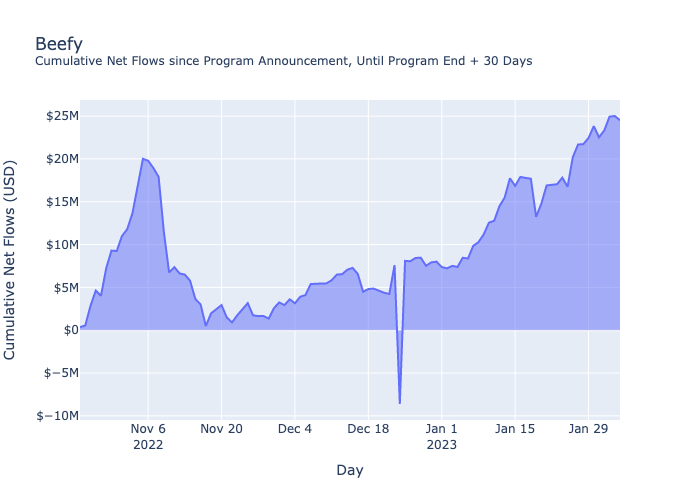 Beefy
Cumulative Net Flows since Program Announcement, Until Program End + 30 Days
Cumulative Net Flows (USD)
$25M
$20M
$15M
$10M
$5M
$0
$−5M
$−10M
Nov 6
2022
Nov 20
Dec 4
Dec 18
Jan 1
2023
Jan 15
Jan 29
Day